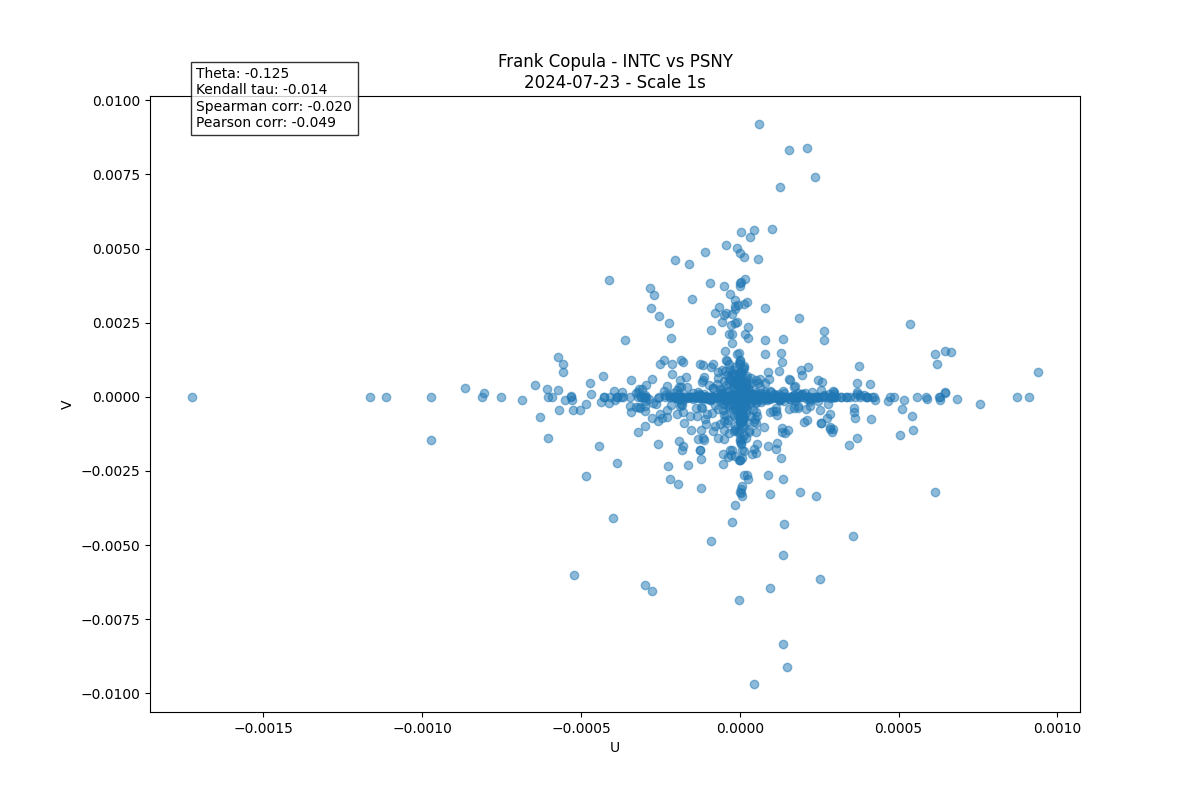 Frank Copula - INTC vs PSNY
2024-07-23 - Scale 1s
Theta: -0.125
Kendall tau: -0.014
Spearman corr: -0.020
Pearson corr: -0.049
0.0100
0.0075
0.0050
0.0025
0.0000
−0.0025
−0.0050
−0.0075
−0.0100
V
−0.0015
−0.0010
−0.0005
0.0000
0.0005
0.0010
U